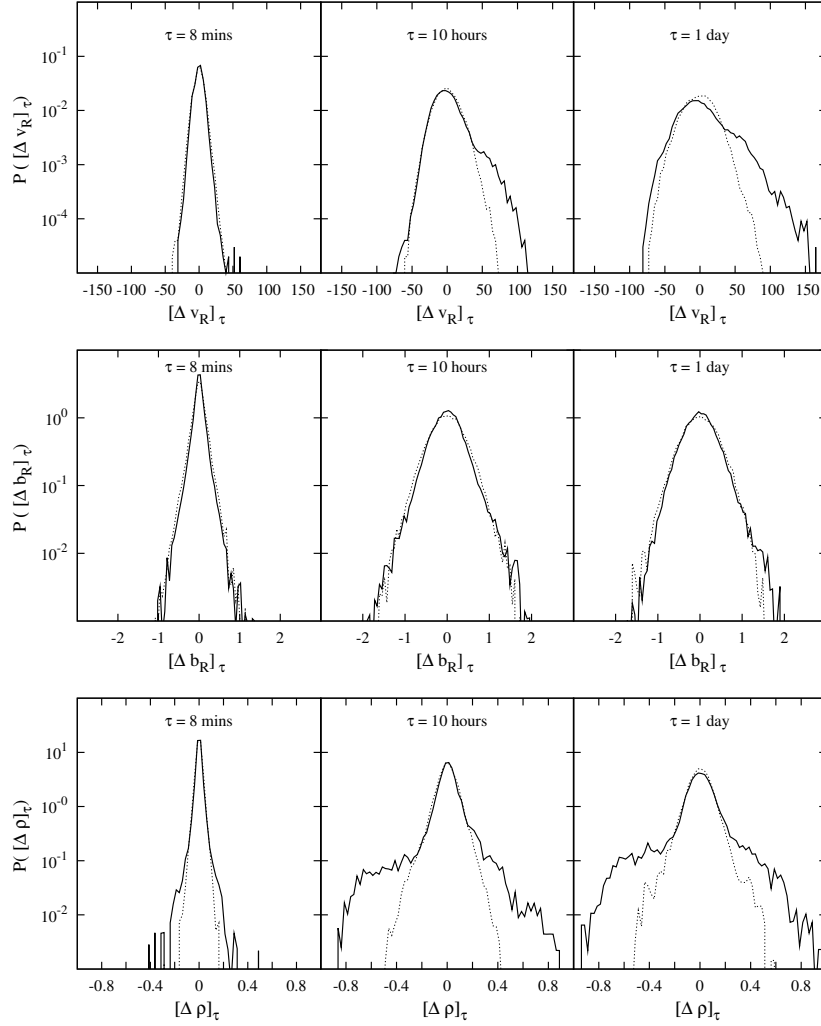 τ = 8 mins τ = 10 hours τ = 1 day
10^-1
10^-2
10^-3
10^-4
P ( [Δ v_R]_τ )
-150 -100 -50 0 50 100 150 -150 -100 -50 0 50 100 150 -150 -100 -50 0 50 100 150
[Δ v_R]_τ [Δ v_R]_τ [Δ v_R]_τ
τ = 8 mins τ = 10 hours τ = 1 day
10^0
10^-1
10^-2
P ( [Δ b_R]_τ )
-2 -1 0 1 2 -2 -1 0 1 2 -2 -1 0 1 2
[Δ b_R]_τ [Δ b_R]_τ [Δ b_R]_τ
τ = 8 mins τ = 10 hours τ = 1 day
10^1
10^-0
10^-1
10^-2
P( [Δ ρ]_τ)
-0.8 -0.4 0 0.4 0.8 -0.8 -0.4 0 0.4 0.8 -0.8 -0.4 0 0.4 0.8
[Δ ρ]_τ [Δ ρ]_τ [Δ ρ]_τ